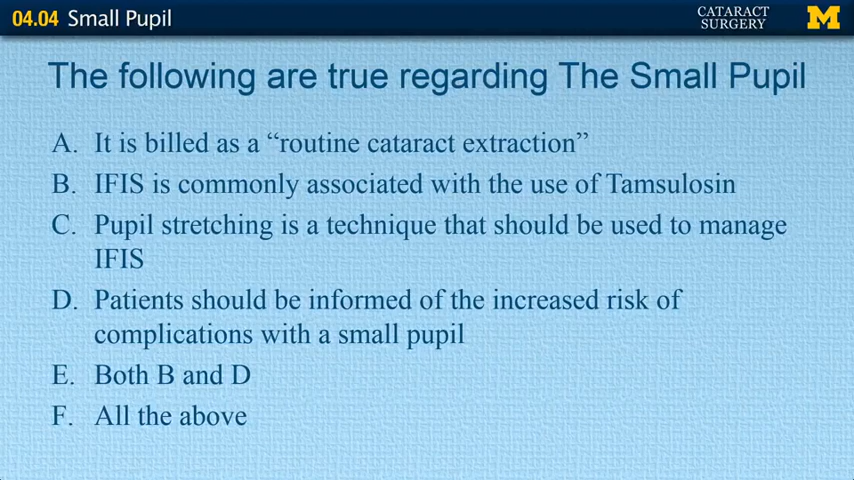 04.04 Small Pupil
CATARACT
SURGERY
M
The following are true regarding The Small Pupil
A. It is billed as a “routine cataract extraction”
B. IFIS is commonly associated with the use of Tamsulosin
C. Pupil stretching is a technique that should be used to manage
IFIS
D. Patients should be informed of the increased risk of
complications with a small pupil
E. Both B and D
F. All the above